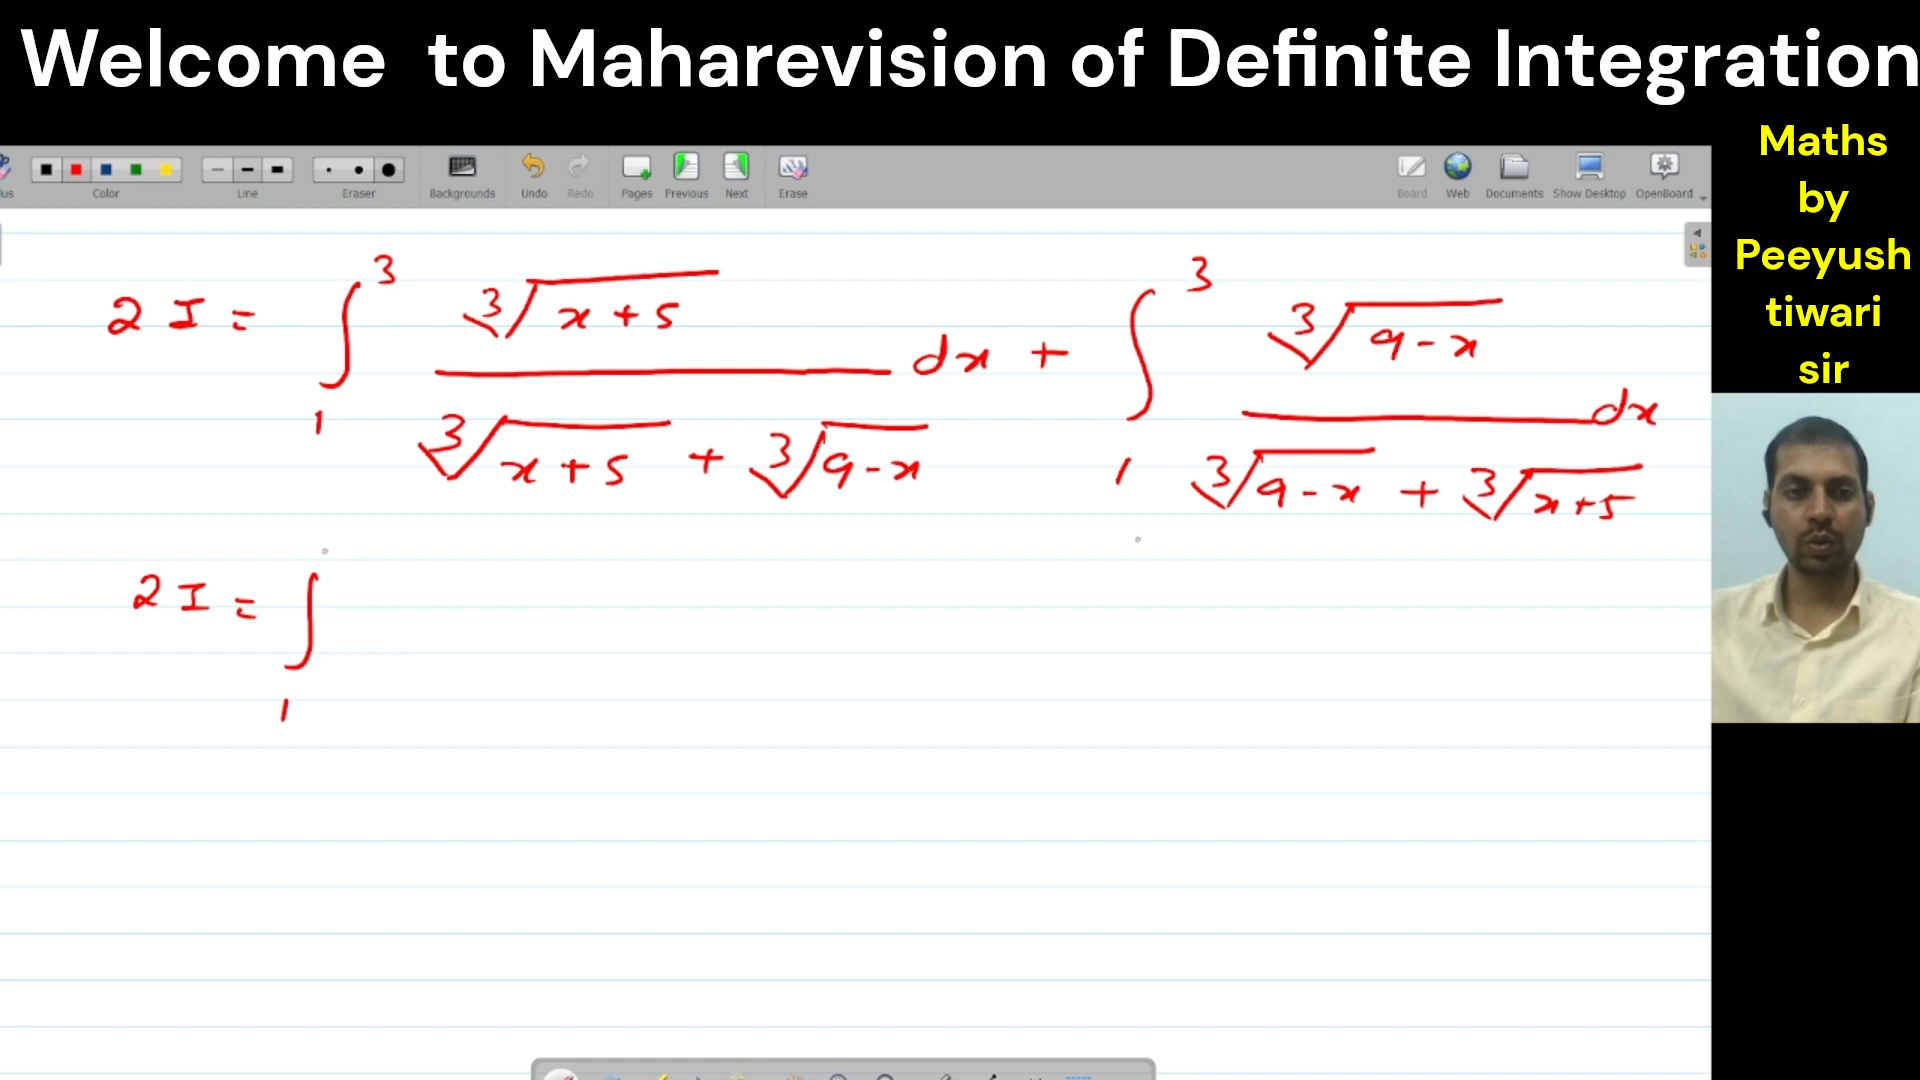 Welcome to Maharevision of Definite Integration
Maths
by
Peeyush
tiwari
sir
Color
Line
Eraser
Backgrounds
Undo
Redo
Pages
Previous
Next
Erase
Board
Web
Documents
Show Desktop
OpenBoard
2 I = ∫₁³ ∛(x+5) / (∛(x+5) + ∛(9-x)) dx + ∫₁³ ∛(9-x) / (∛(9-x) + ∛(x+5)) dx
2 I = ∫₁